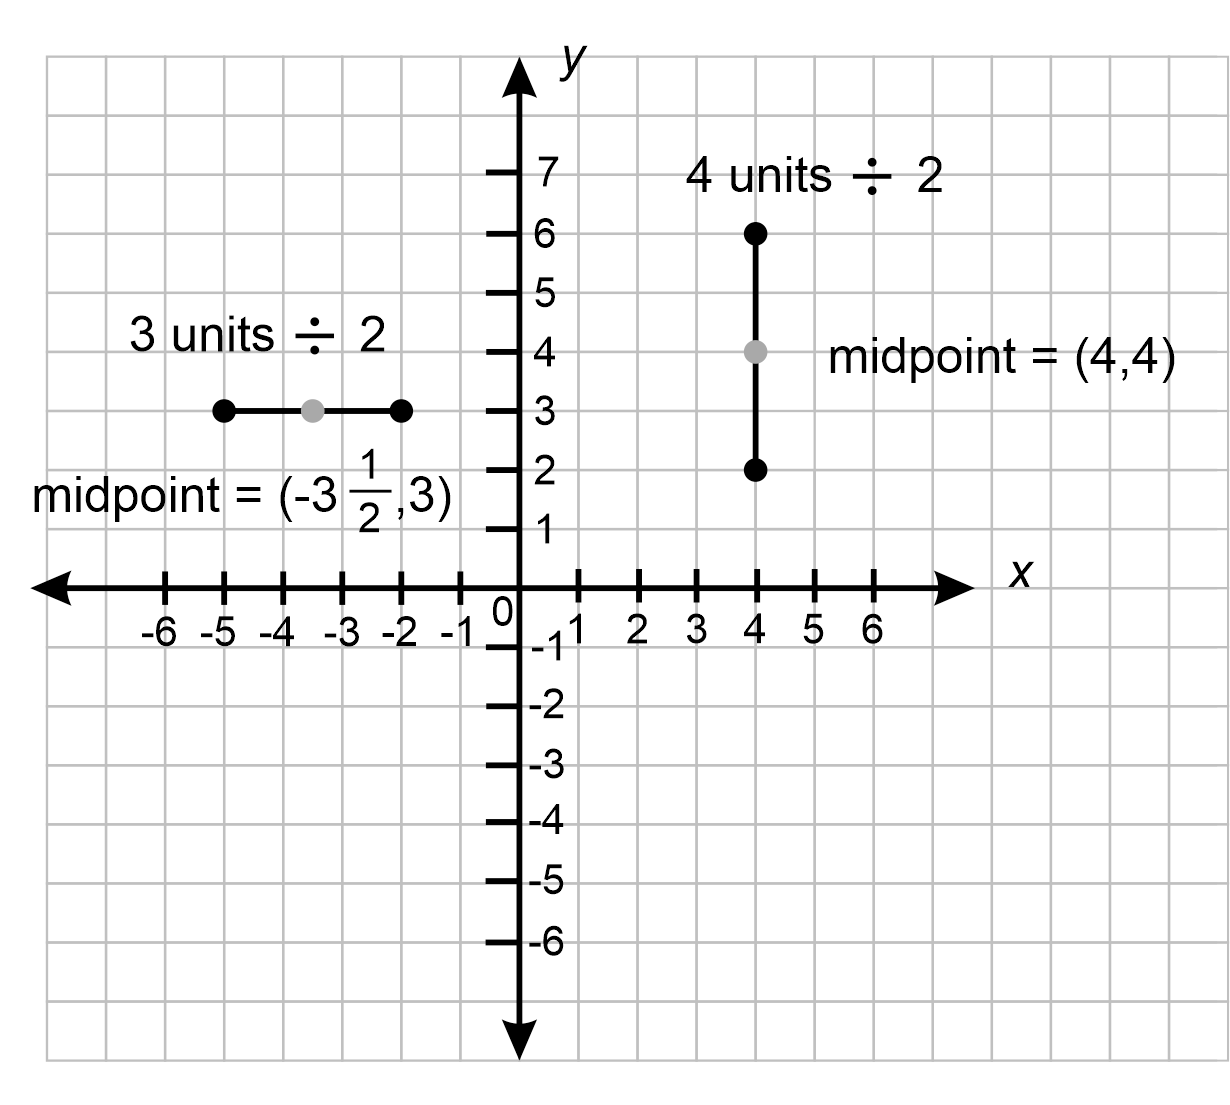 y
7
4 units ÷ 2
6
5
3 units ÷ 2
4
midpoint = (4,4)
3
2
midpoint = (-3 1/2,3)
1
x
-6 -5 -4 -3 -2 -1 0 1 2 3 4 5 6
-1
-2
-3
-4
-5
-6